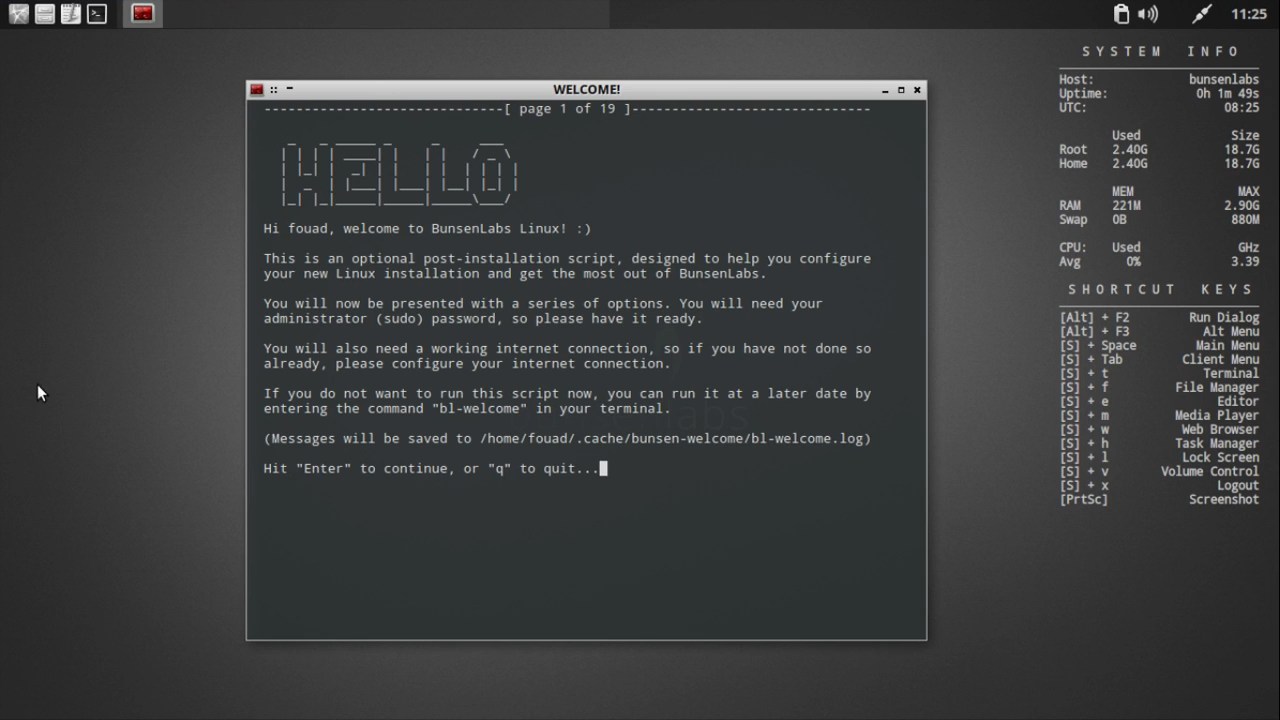 11:25
WELCOME!
-----------------------------[ page 1 of 19 ]-----------------------------
HELLO
Hi fouad, welcome to BunsenLabs Linux! :)
This is an optional post-installation script, designed to help you configure
your new Linux installation and get the most out of BunsenLabs.
You will now be presented with a series of options. You will need your
administrator (sudo) password, so please have it ready.
You will also need a working internet connection, so if you have not done so
already, please configure your internet connection.
If you do not want to run this script now, you can run it at a later date by
entering the command "bl-welcome" in your terminal.
(Messages will be saved to /home/fouad/.cache/bunsen-welcome/bl-welcome.log)
Hit "Enter" to continue, or "q" to quit...
SYSTEM INFO
Host: bunsenlabs
Uptime: 0h 1m 49s
UTC: 08:25
Used Size
Root 2.40G 18.7G
Home 2.40G 18.7G
MEM MAX
RAM 221M 2.90G
Swap 0B 880M
CPU: Used GHz
Avg 0% 3.39
SHORTCUT KEYS
[Alt] + F2 Run Dialog
[Alt] + F3 Alt Menu
[S] + Space Main Menu
[S] + Tab Client Menu
[S] + t Terminal
[S] + f File Manager
[S] + e Editor
[S] + m Media Player
[S] + w Web Browser
[S] + h Task Manager
[S] + l Lock Screen
[S] + v Volume Control
[S] + x Logout
[PrtSc] Screenshot